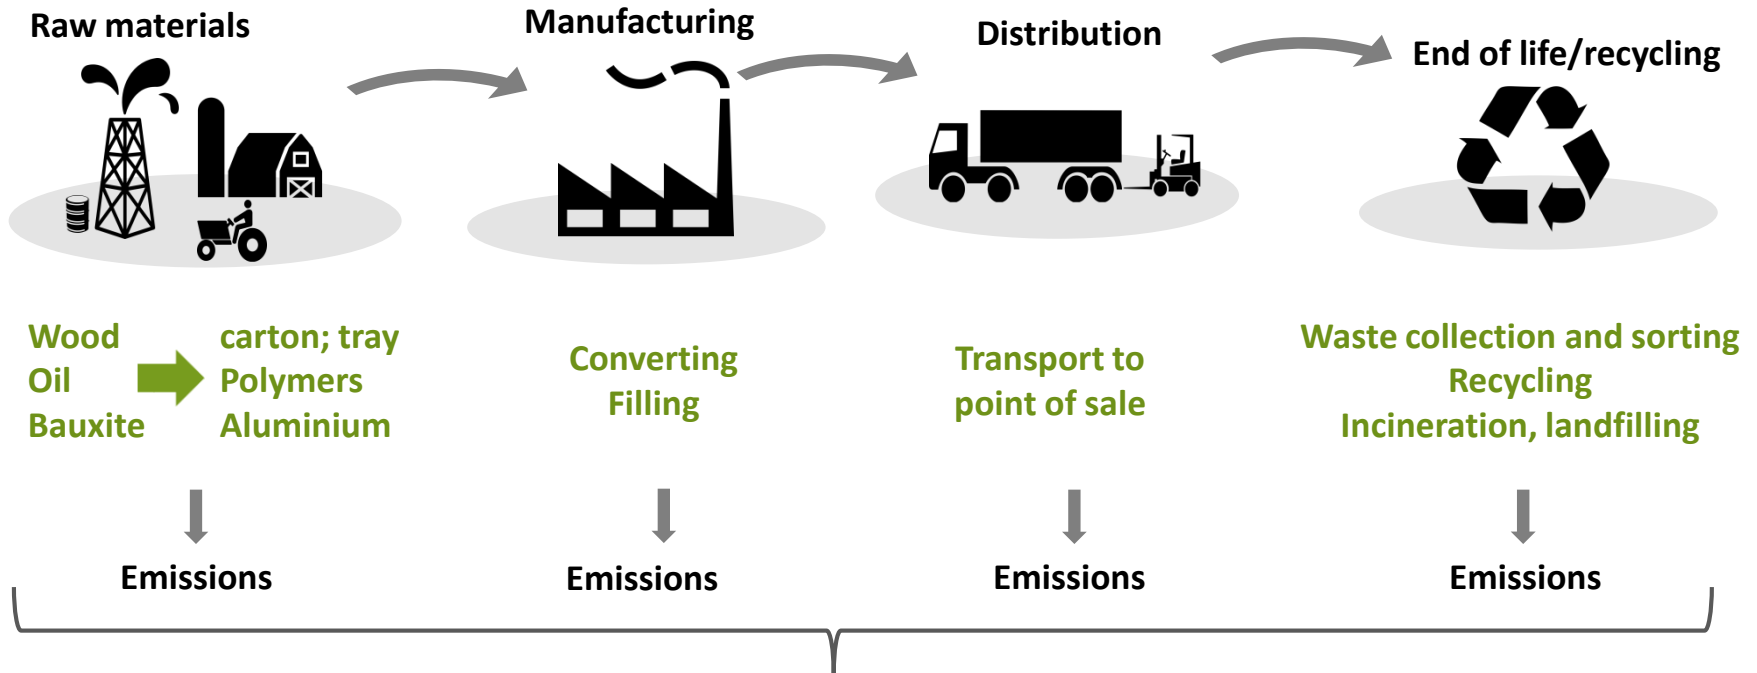 Raw materials
Manufacturing
Distribution
End of life/recycling
Wood
Oil
Bauxite
carton; tray
Polymers
Aluminium
Converting
Filling
Transport to
point of sale
Waste collection and sorting
Recycling
Incineration, landfilling
Emissions
Emissions
Emissions
Emissions